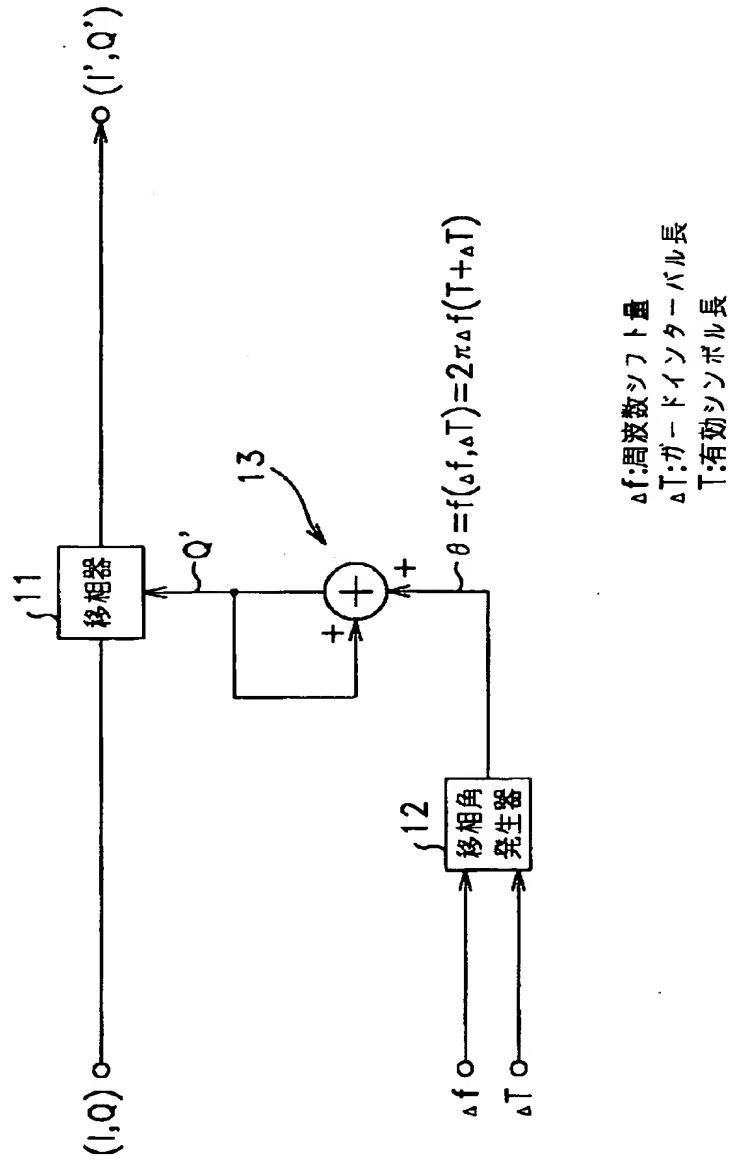 (I,Q)
11
移相器
(I',Q')
Q'
13
+
+
+
θ=f(Δf,ΔT)=2πΔf(T+ΔT)
12
移相角
発生器
Δf
ΔT
Δf:周波数シフト量
ΔT:ガードインターバル長
T:有効シンボル長